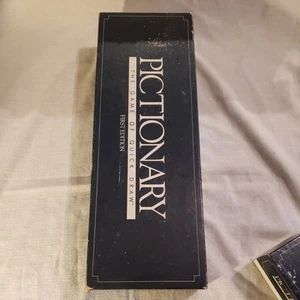 PICTIONARY
THE GAME OF QUICK DRAW®
FIRST EDITION